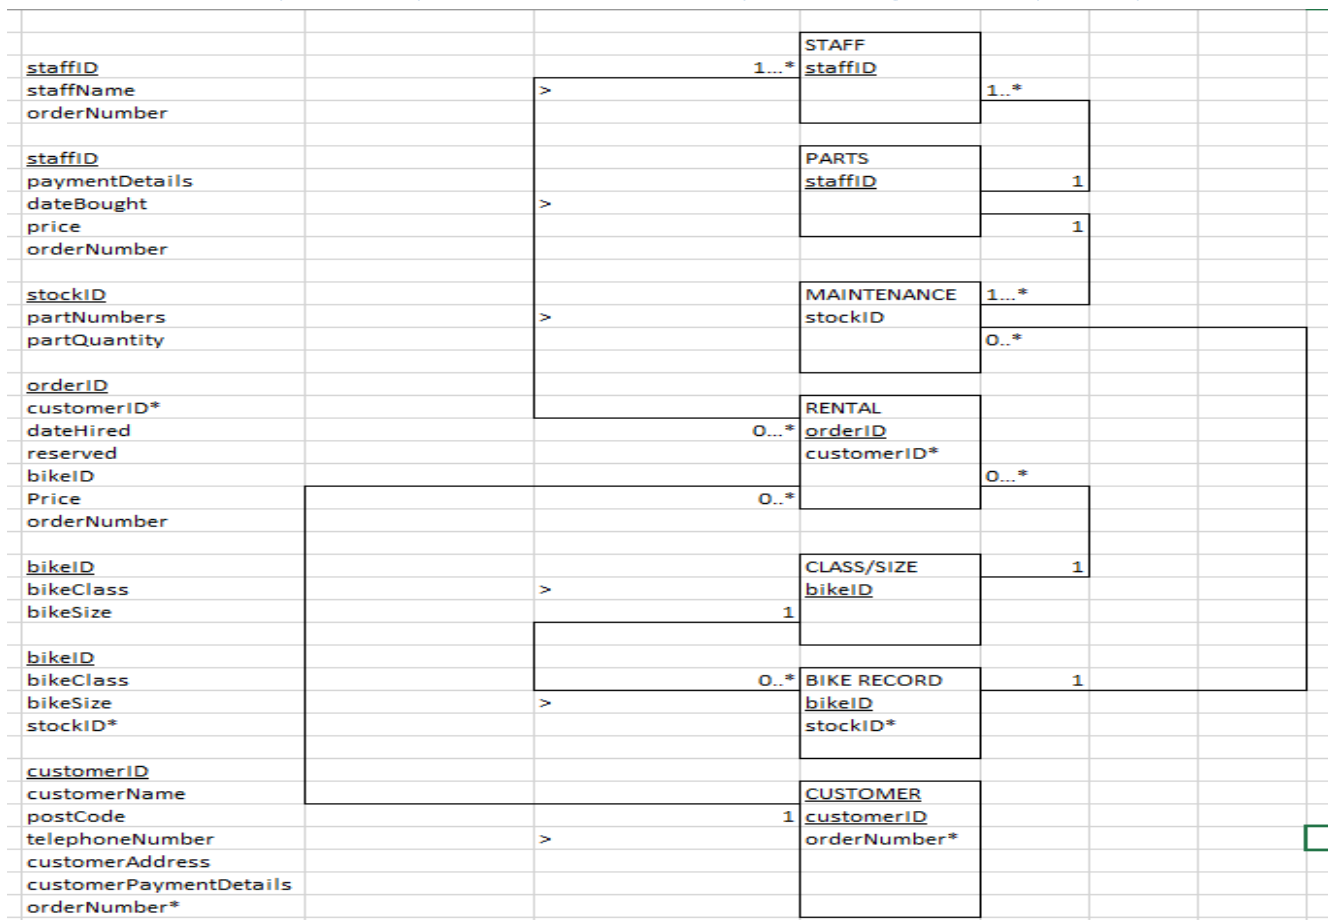 STAFF
staffID 1...* staffID
staffName > 1..*
orderNumber
staffID PARTS
paymentDetails staffID 1
dateBought >
price 1
orderNumber
stockID MAINTENANCE 1...*
partNumbers > stockID
partQuantity 0..*
orderID
customerID* RENTAL
dateHired 0...* orderID
reserved customerID*
bikeID 0...*
Price 0..*
orderNumber
bikeID CLASS/SIZE 1
bikeClass > bikeID
bikeSize 1
bikeID
bikeClass 0..* BIKE RECORD 1
bikeSize > bikeID
stockID* stockID*
customerID
customerName CUSTOMER
postCode 1 customerID
telephoneNumber > orderNumber*
customerAddress
customerPaymentDetails
orderNumber*